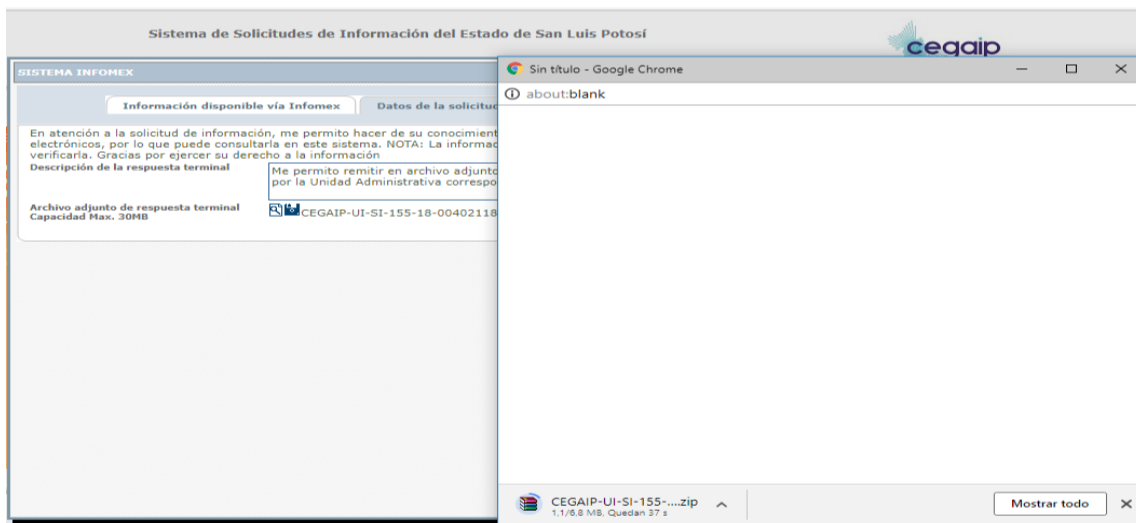 Sistema de Solicitudes de Información del Estado de San Luis Potosí
cegaip
SISTEMA INFOMEX
Información disponible vía Infomex
Datos de la solicitud
En atención a la solicitud de información, me permito hacer de su conocimient
electrónicos, por lo que puede consultarla en este sistema. NOTA: La informac
verificarla. Gracias por ejercer su derecho a la información
Descripción de la respuesta terminal
Me permito remitir en archivo adjunto
por la Unidad Administrativa correspo
Archivo adjunto de respuesta terminal
Capacidad Max. 30MB
CEGAIP-UI-SI-155-18-00402118
Sin título - Google Chrome
about:blank
CEGAIP-UI-SI-155-....zip
1,1/6,8 MB, Quedan 37 s
Mostrar todo